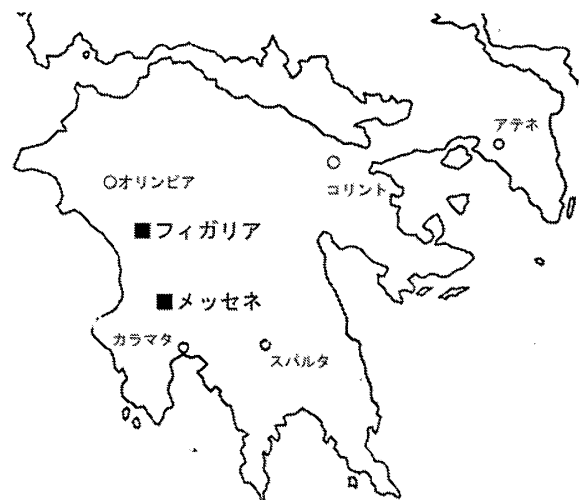 アテネ
コリント
オリンピア
フィガリア
メッセネ
カラマタ
スパルタ